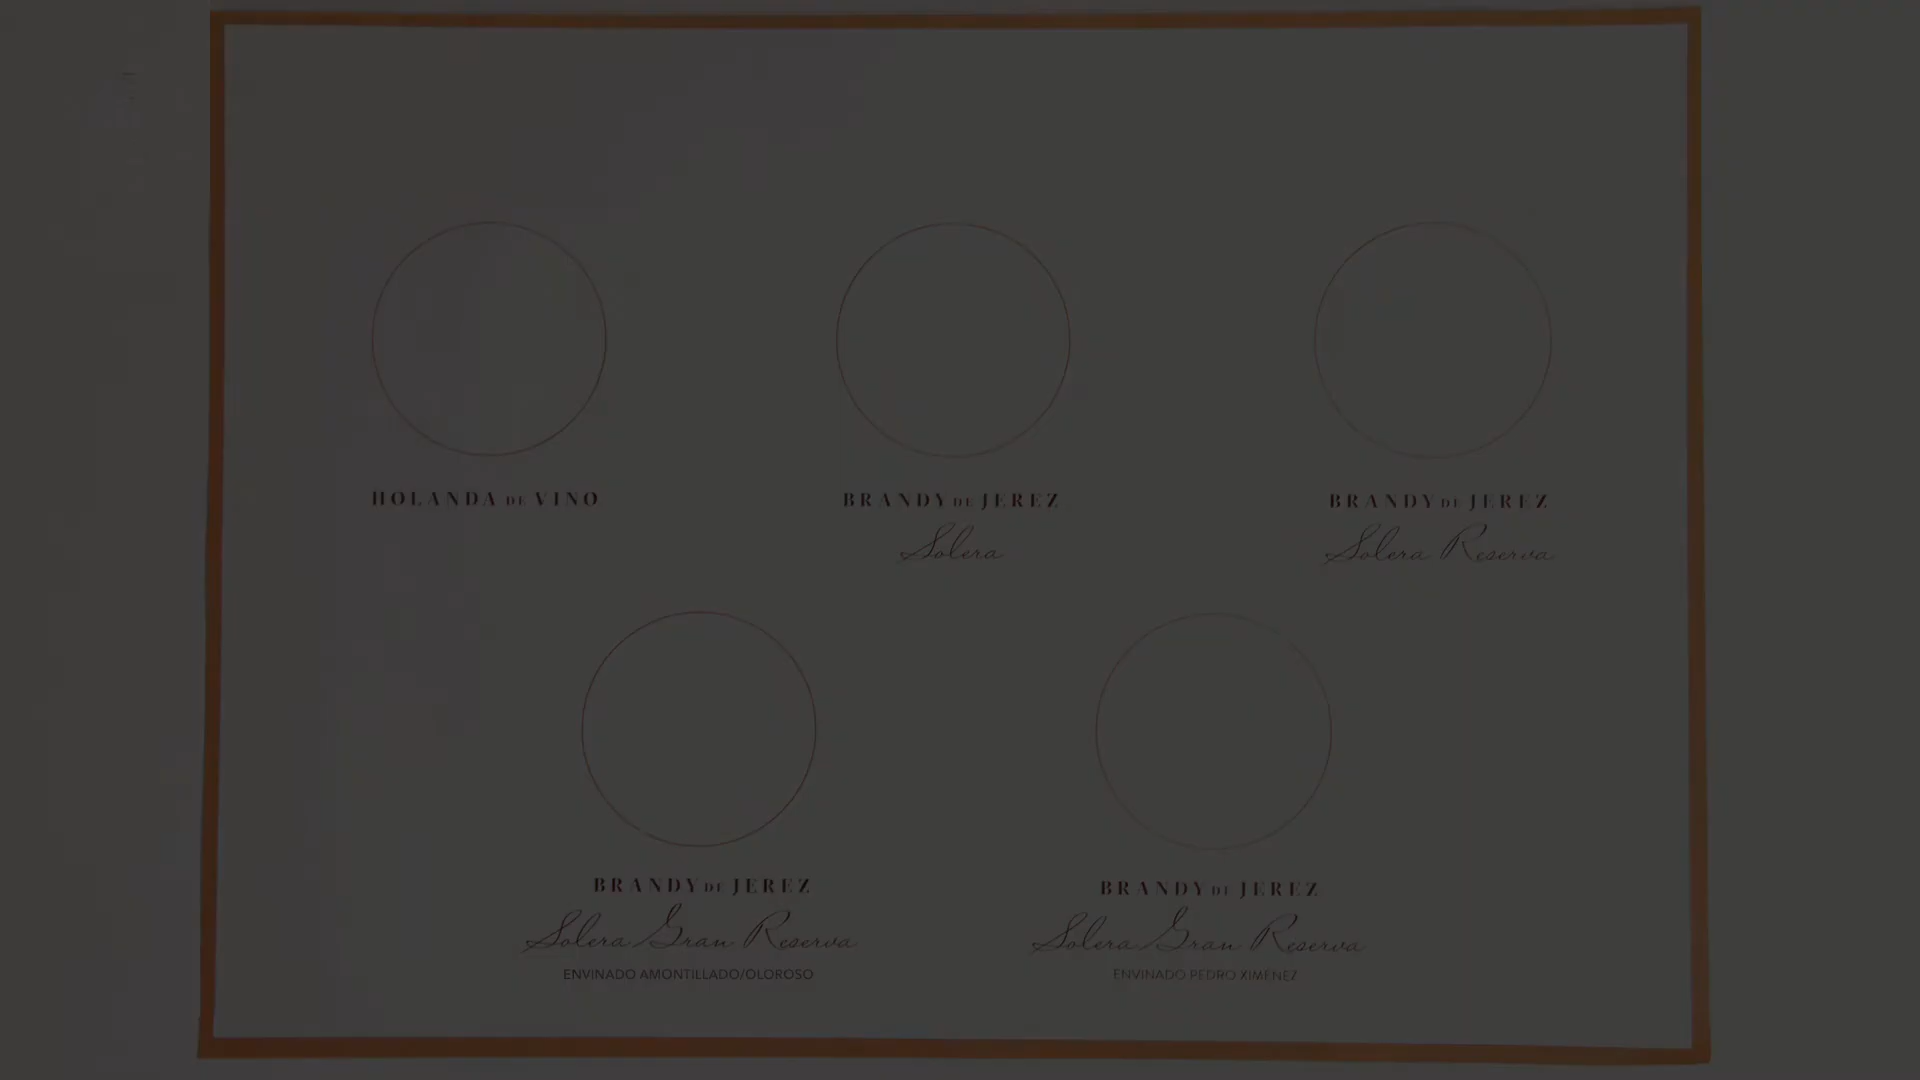 HOLANDA DE VINO
BRANDY DE JEREZ
Solera
BRANDY DE JEREZ
Solera Reserva
BRANDY DE JEREZ
Solera Gran Reserva
ENVINADO AMONTILLADO/OLOROSO
BRANDY DE JEREZ
Solera Gran Reserva
ENVINADO PEDRO XIMÉNEZ